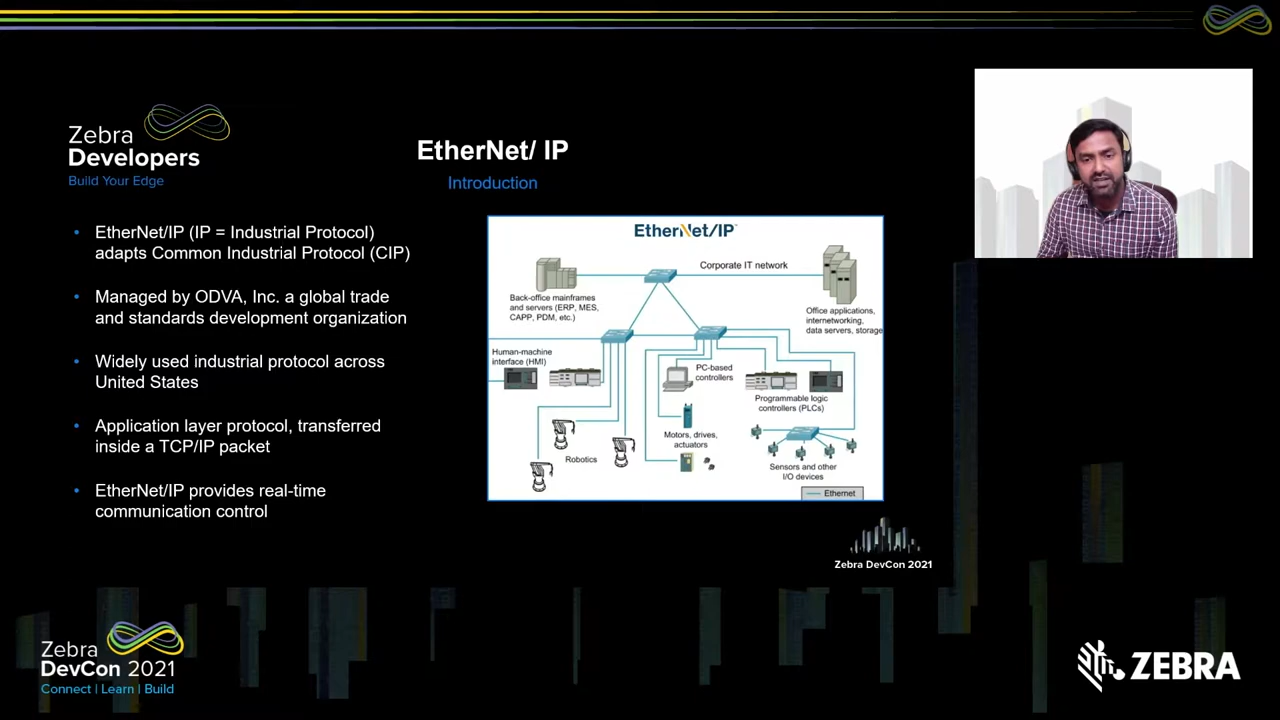 Zebra
Developers
Build Your Edge
EtherNet/ IP
Introduction
• EtherNet/IP (IP = Industrial Protocol)
adapts Common Industrial Protocol (CIP)
• Managed by ODVA, Inc. a global trade
and standards development organization
• Widely used industrial protocol across
United States
• Application layer protocol, transferred
inside a TCP/IP packet
• EtherNet/IP provides real-time
communication control
EtherNet/IP™
Corporate IT network
Back-office mainframes
and servers (ERP, MES,
CAPP, PDM, etc.)
Office applications,
internetworking,
data servers, storage
Human-machine
interface (HMI)
PC-based
controllers
Programmable logic
controllers (PLCs)
Motors, drives,
actuators
Robotics
Sensors and other
I/O devices
Ethernet
Zebra DevCon 2021
Zebra
DevCon 2021
Connect | Learn | Build
ZEBRA